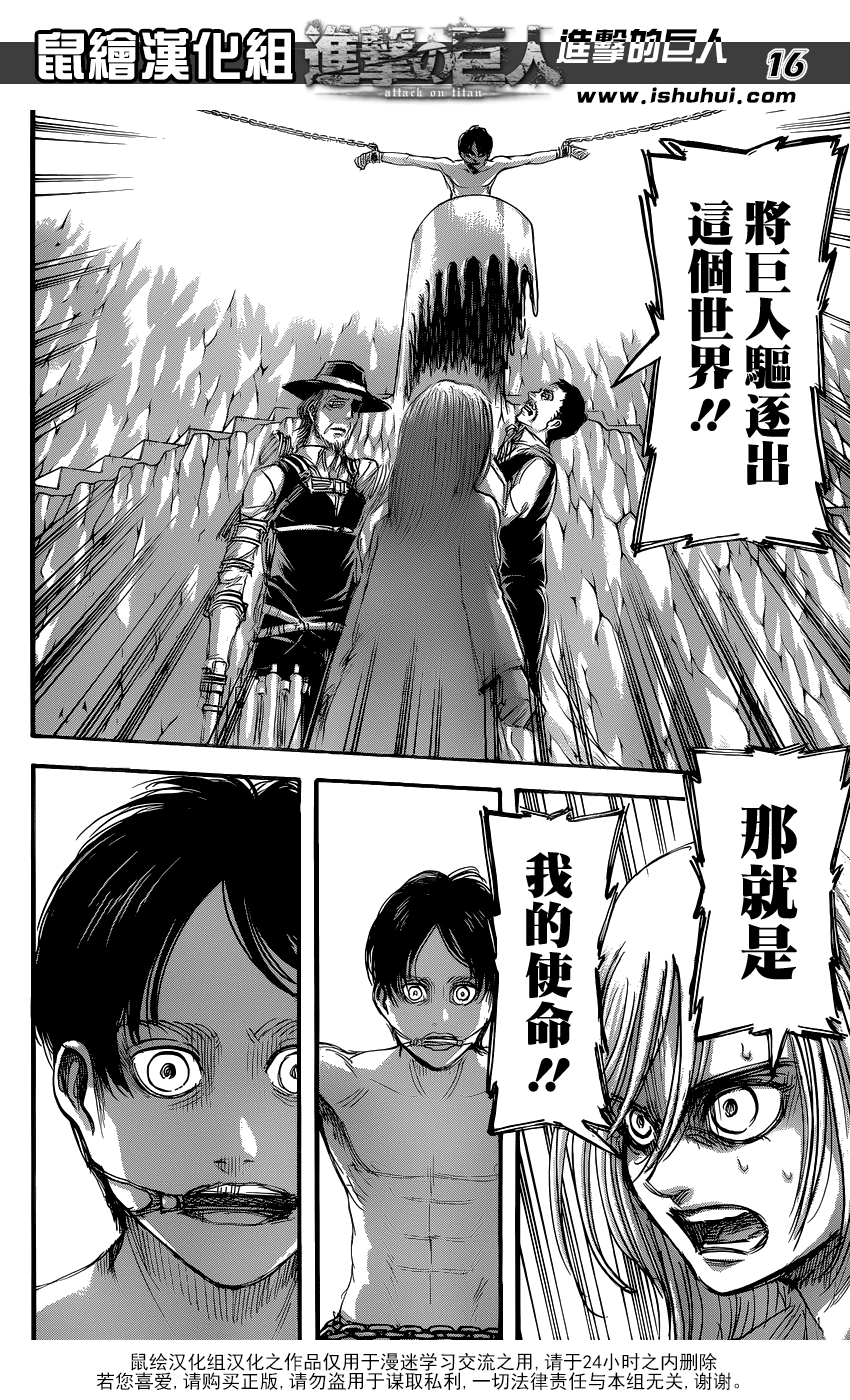 鼠繪漢化組
進撃の巨人
attack on titan
進擊的巨人
www.ishuhui.com
16
將巨人驅逐出
這個世界!!
那就是
我的使命!!
鼠绘汉化组汉化之作品仅用于漫迷学习交流之用, 请于24小时之内删除
若您喜爱, 请购买正版, 请勿盗用于谋取私利, 一切法律责任与本组无关, 谢谢。